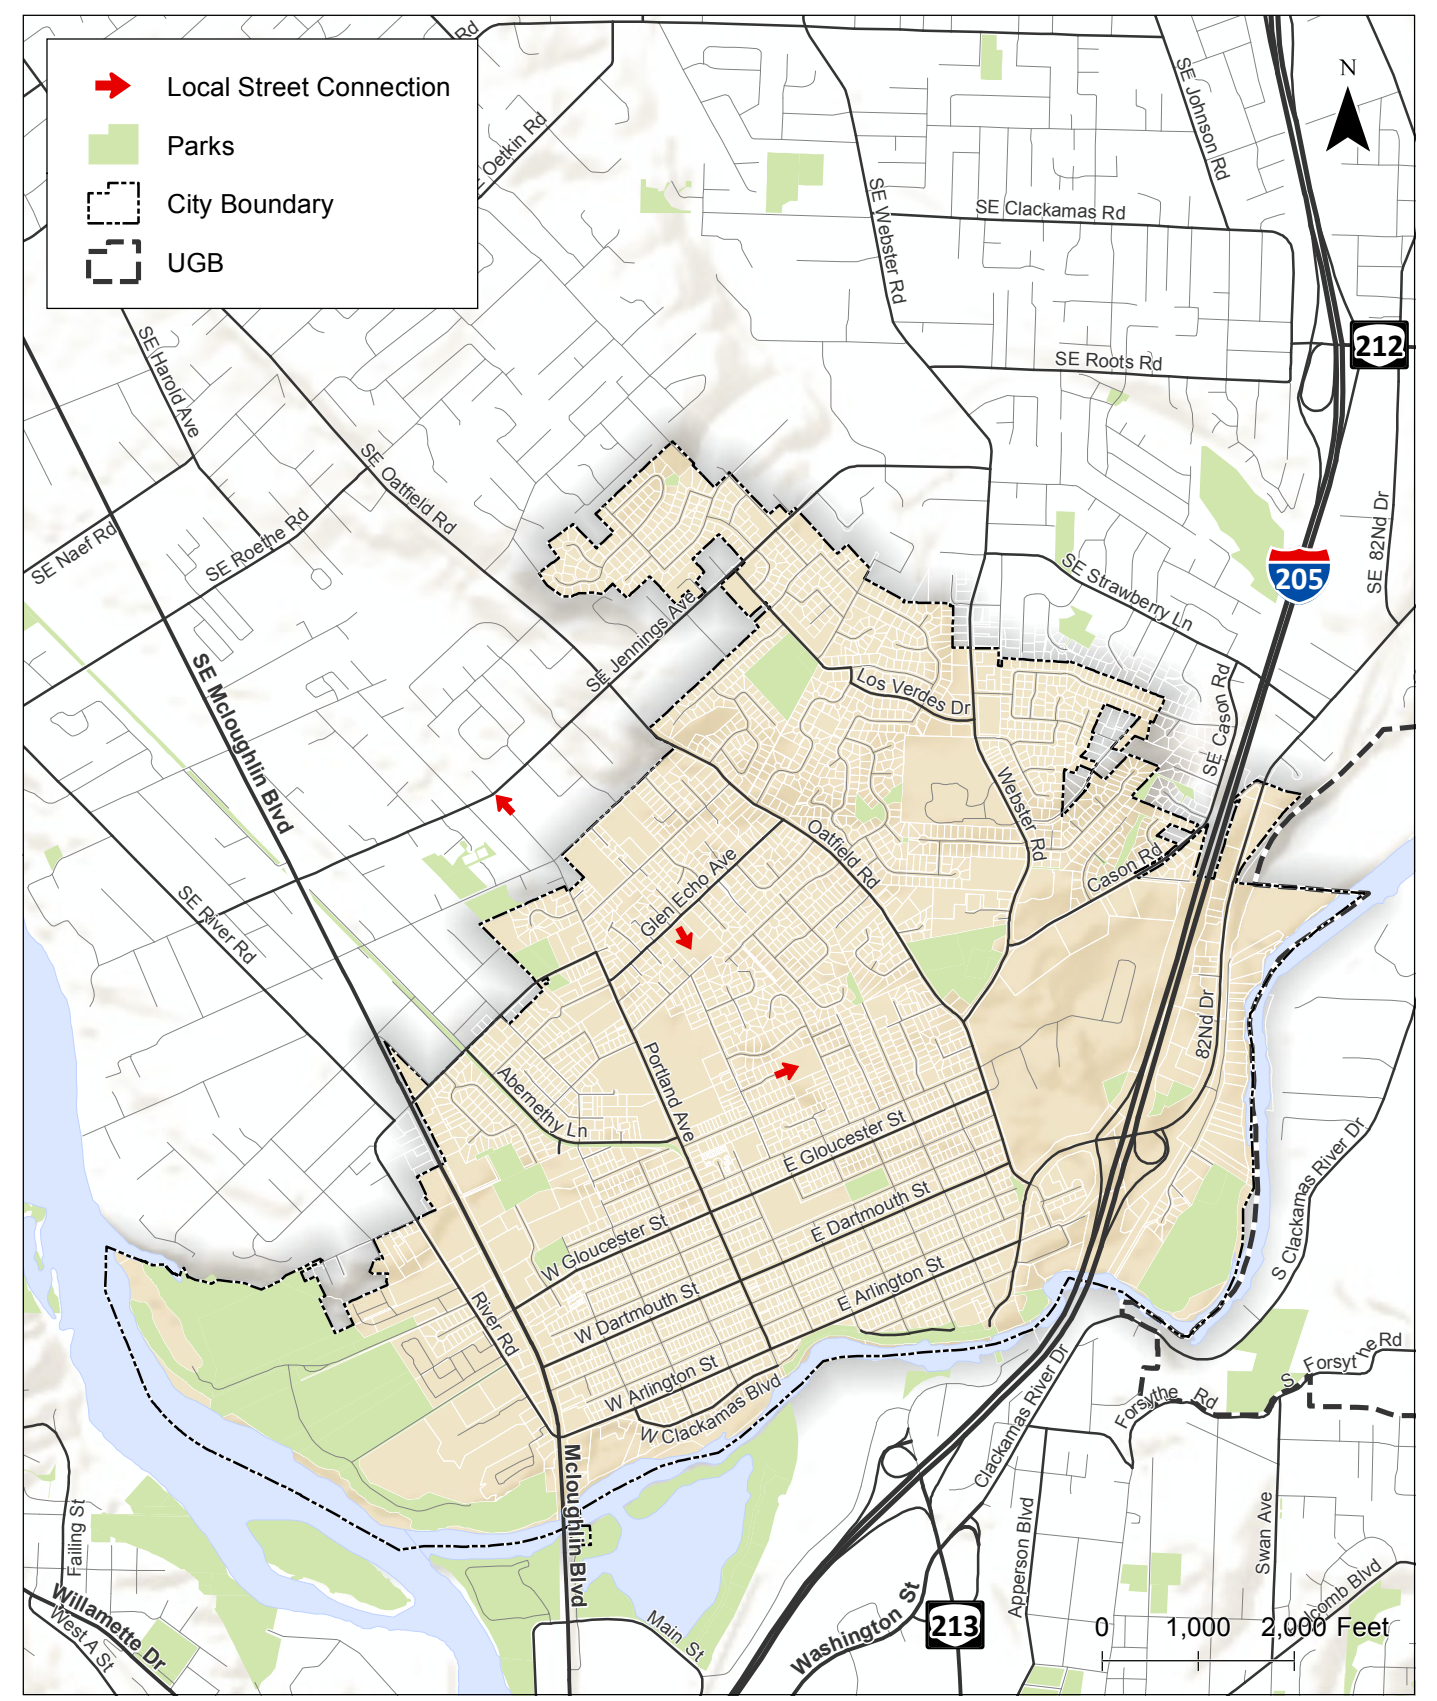 Rd
Local Street Connection
Parks
City Boundary
UGB
N
SE Johnson Rd
Oetkin Rd
SE Clackamas Rd
SE Webster Rd
SE Roots Rd
212
SE Harold Ave
SE Oatfield Rd
SE Naef Rd
SE Roethe Rd
SE 82Nd Dr
205
SE Strawberry Ln
SE Jennings Ave
SE Mcloughlin Blvd
Los Verdes Dr
SE Cason Rd
Webster Rd
Oatfield Rd
Glen Echo Ave
Cason Rd
SE River Rd
82Nd Dr
Portland Ave
Abernethy Ln
E Gloucester St
E Dartmouth St
S Clackamas River Dr
W Gloucester St
E Arlington St
River Rd
W Dartmouth St
W Arlington St
W Clackamas Blvd
Clackamas River Dr
S Forsythe Rd
Forsythe Rd
Mcloughlin Blvd
Failing St
Apperson Blvd
Swan Ave
Willamette Dr
West A St
Main St
Washington St
213
lcomb Blvd
0 1,000 2,000 Feet